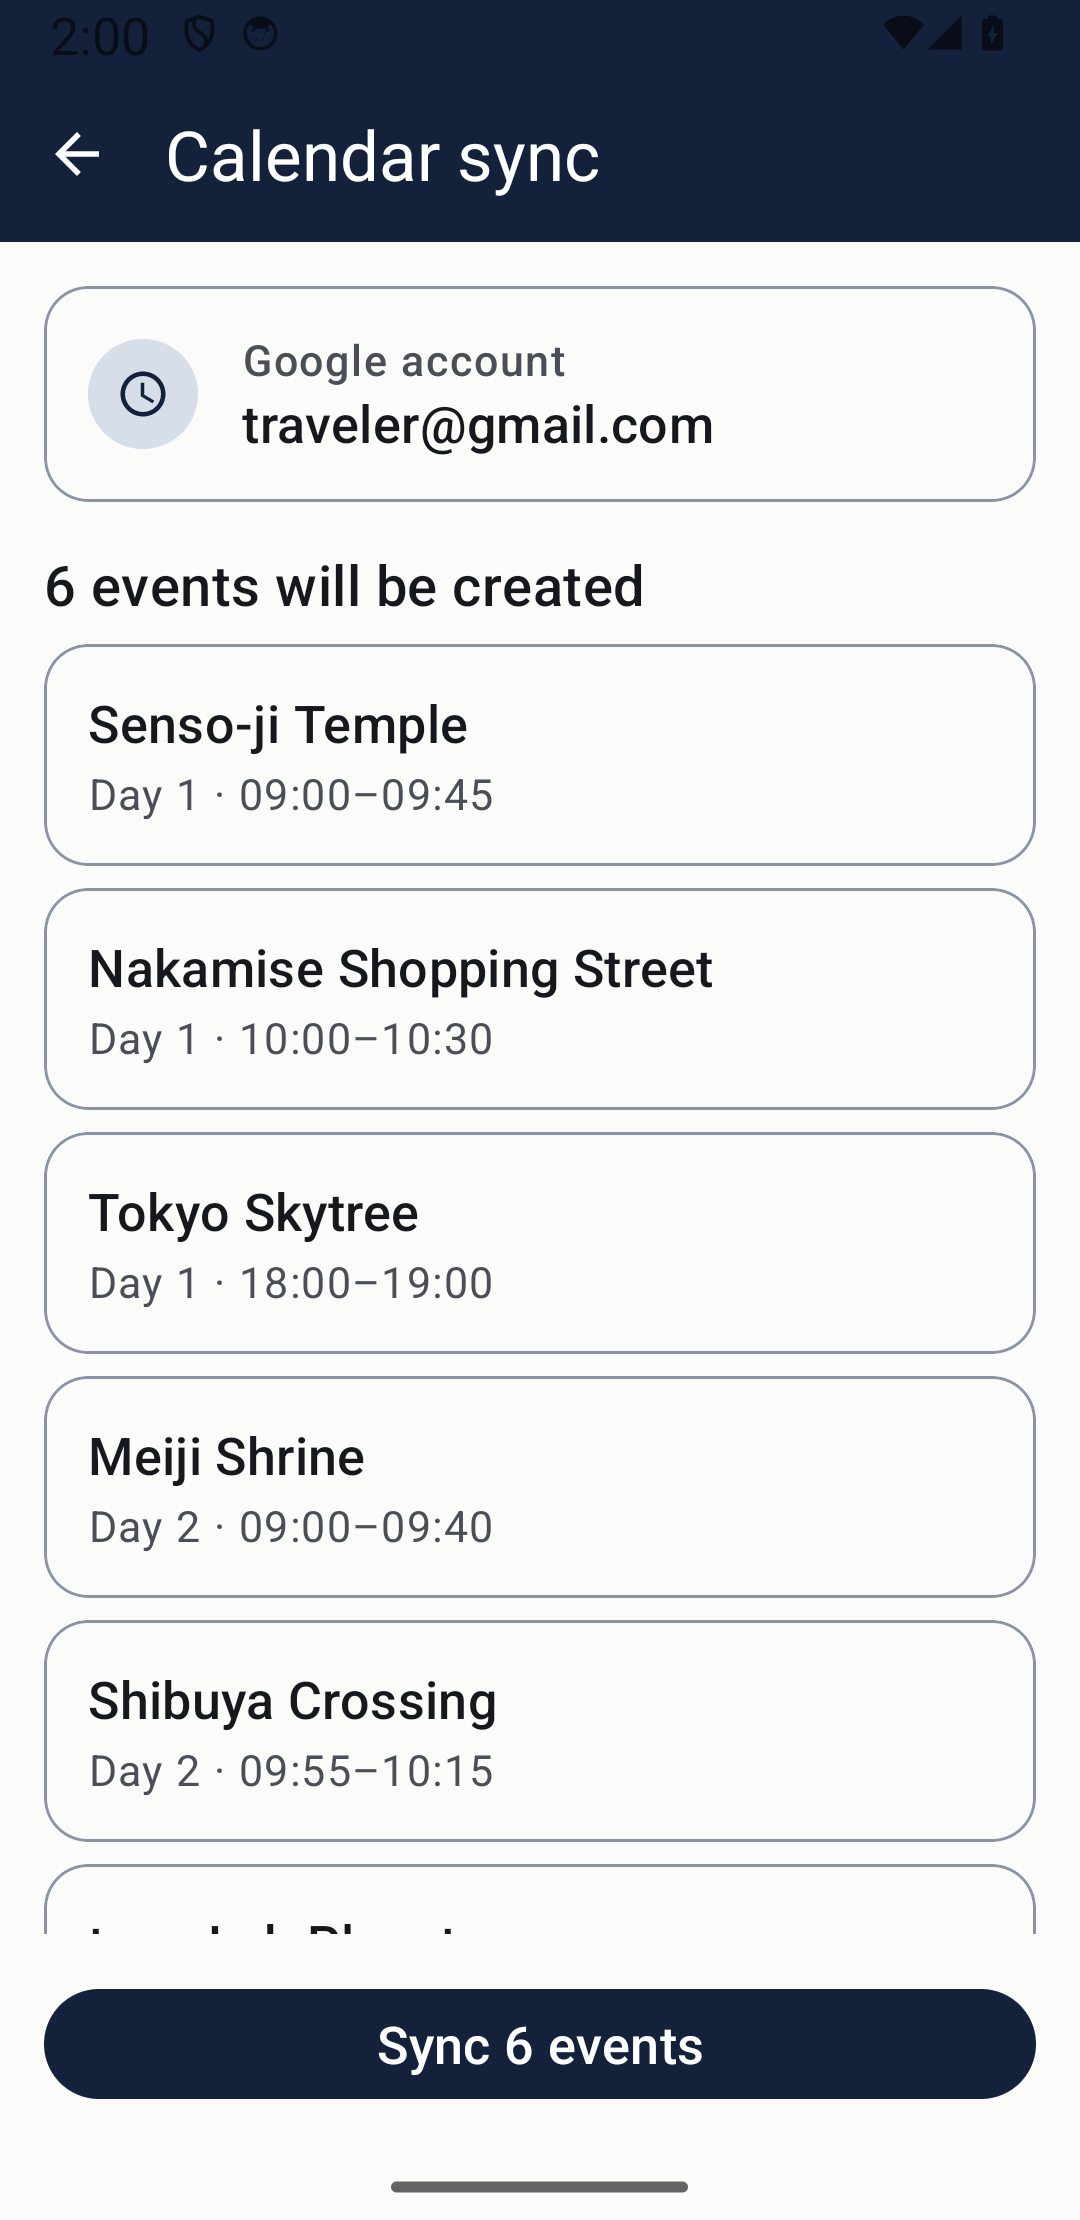 2:00
Calendar sync
Google account
traveler@gmail.com
6 events will be created
Senso-ji Temple
Day 1 · 09:00–09:45
Nakamise Shopping Street
Day 1 · 10:00–10:30
Tokyo Skytree
Day 1 · 18:00–19:00
Meiji Shrine
Day 2 · 09:00–09:40
Shibuya Crossing
Day 2 · 09:55–10:15
Sync 6 events